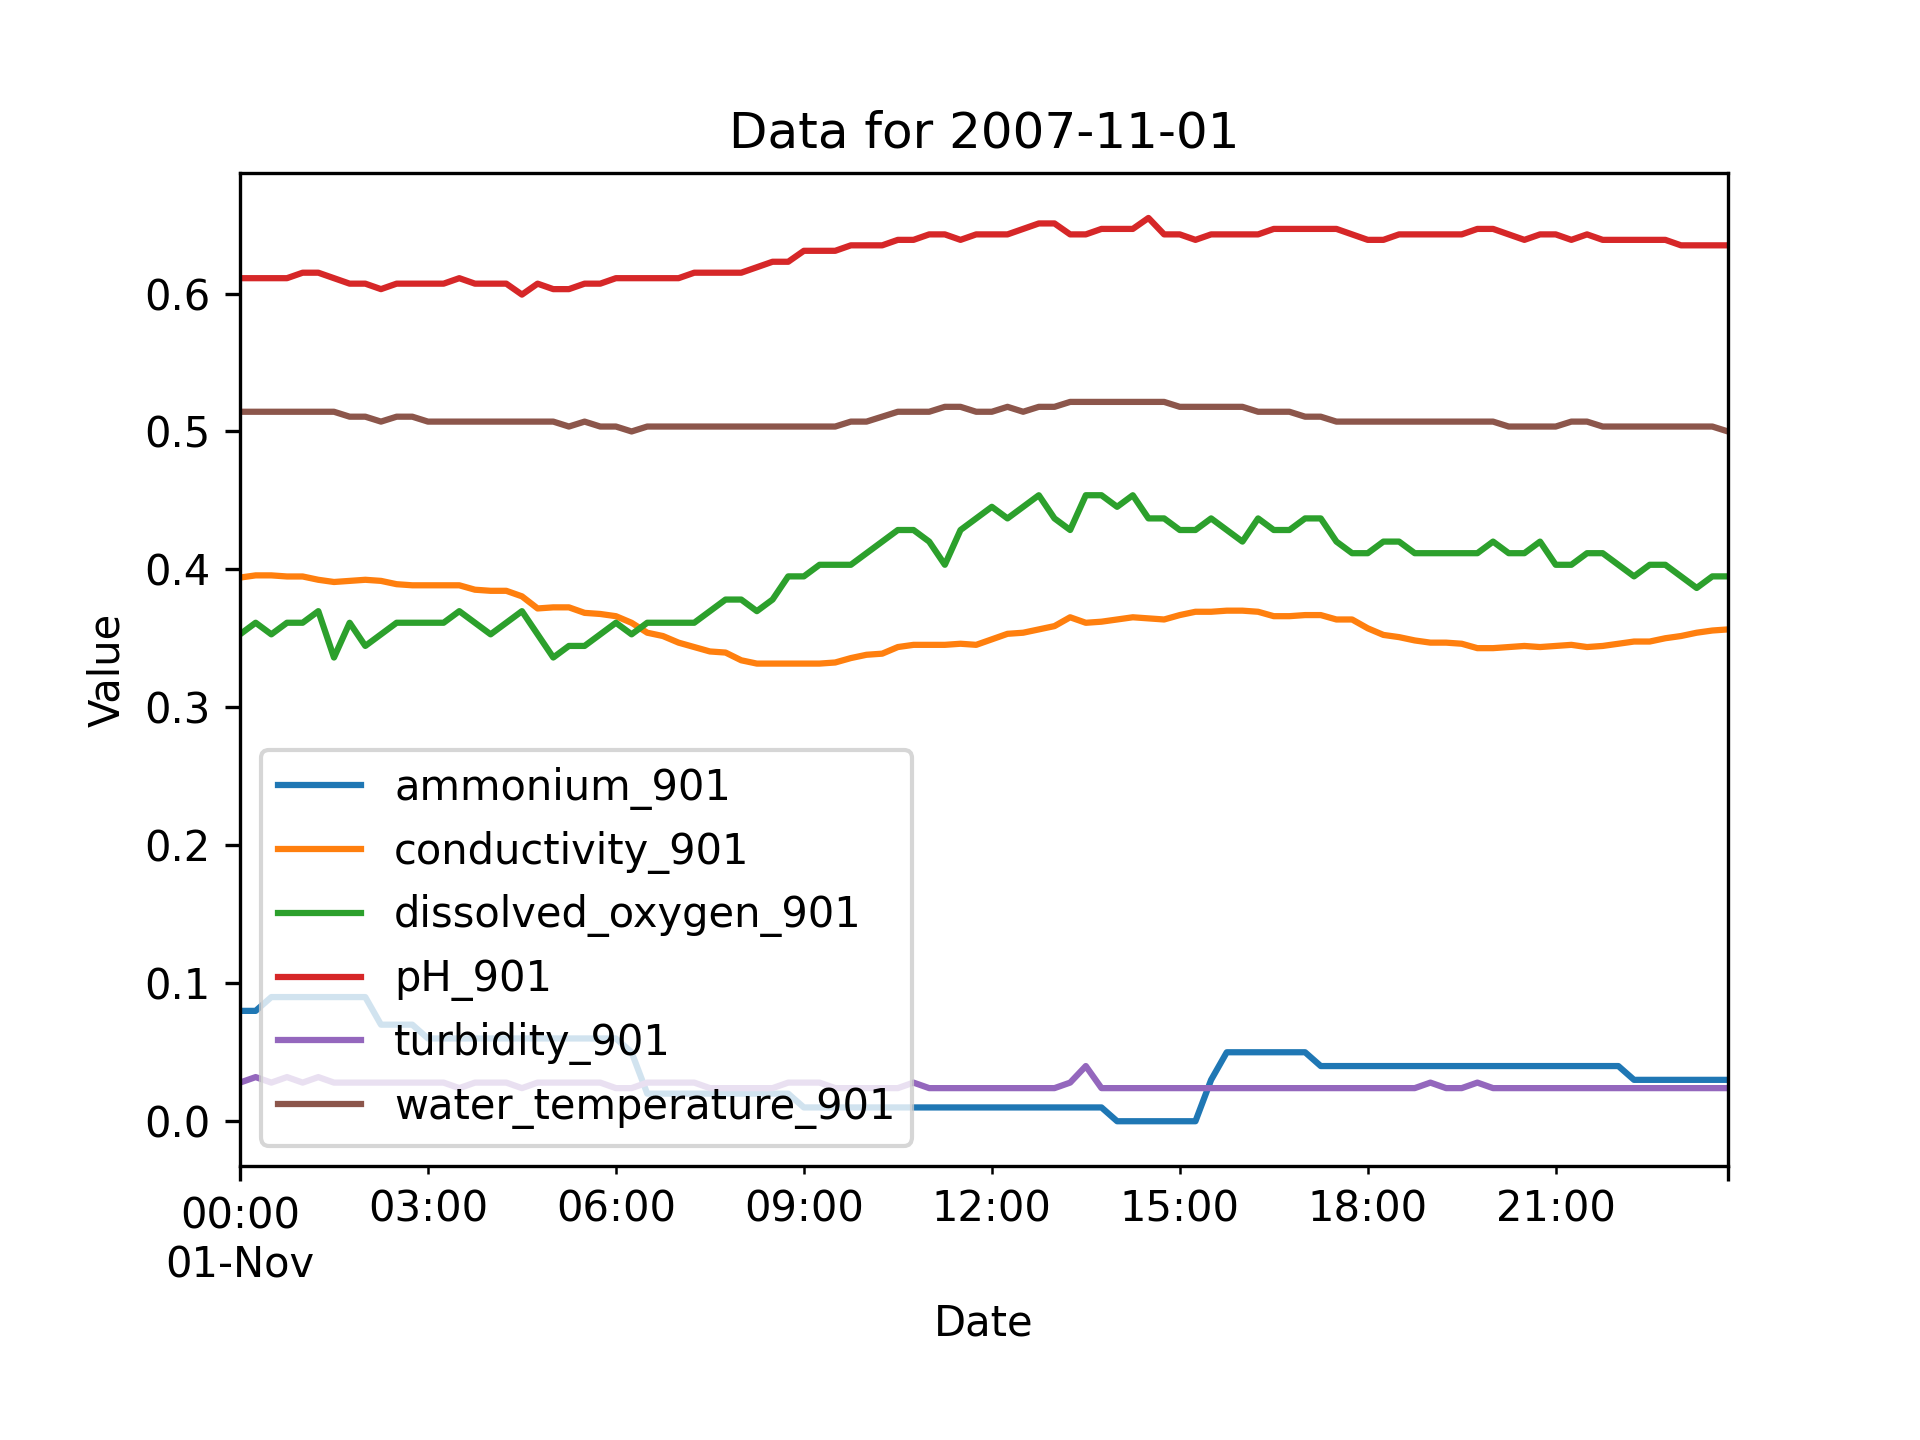 Data for 2007-11-01
Value
0.6
0.5
0.4
0.3
0.2
0.1
0.0
ammonium_901
conductivity_901
dissolved_oxygen_901
pH_901
turbidity_901
water_temperature_901
00:00 03:00 06:00 09:00 12:00 15:00 18:00 21:00
01-Nov
Date